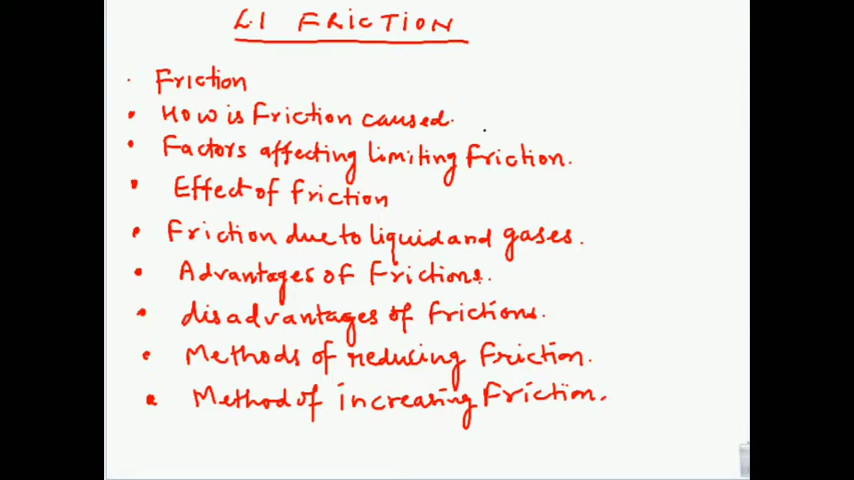 L.1 FRICTION
• Friction
• How is Friction caused.
• Factors affecting limiting friction.
• Effect of friction
• Friction due to liquid and gases.
• Advantages of Frictions.
• disadvantages of frictions.
• Methods of reducing friction.
• Method of increasing Friction.